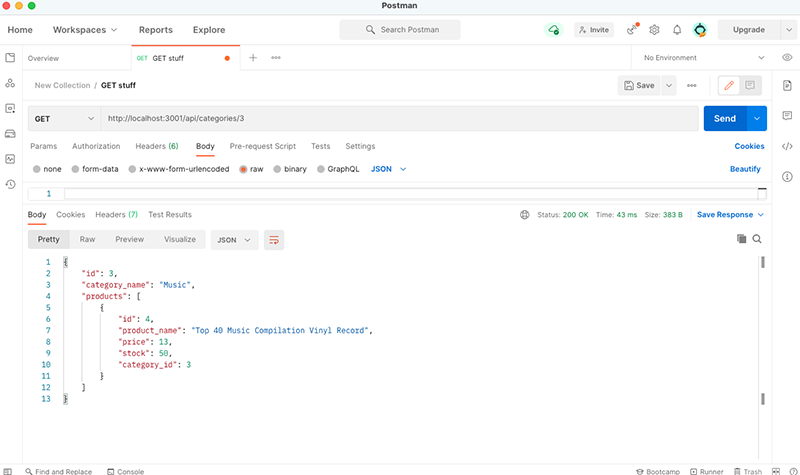 Postman
Home Workspaces Reports Explore Search Postman Invite Upgrade
Overview GET GET stuff No Environment
New Collection / GET stuff Save
GET http://localhost:3001/api/categories/3 Send
Params Authorization Headers (6) Body Pre-request Script Tests Settings Cookies
none form-data x-www-form-urlencoded raw binary GraphQL JSON Beautify
1
Body Cookies Headers (7) Test Results Status: 200 OK Time: 43 ms Size: 383 B Save Response
Pretty Raw Preview Visualize JSON
1 {
2 "id": 3,
3 "category_name": "Music",
4 "products": [
5 {
6 "id": 4,
7 "product_name": "Top 40 Music Compilation Vinyl Record",
8 "price": 13,
9 "stock": 50,
10 "category_id": 3
11 }
12 ]
13 }
Find and Replace Console Bootcamp Runner Trash